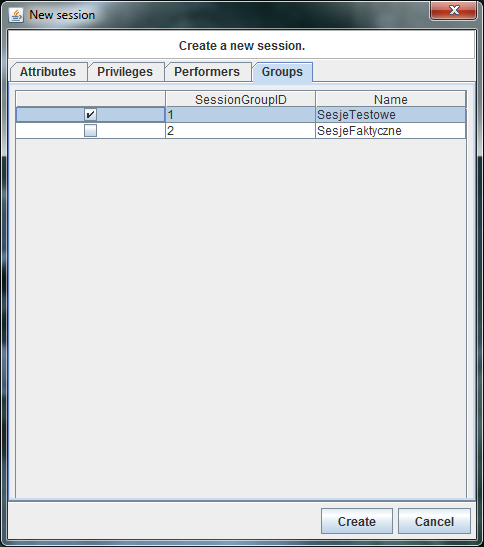 New session
Create a new session.
Attributes Privileges Performers Groups
SessionGroupID Name
1 SesjeTestowe
2 SesjeFaktyczne
Create Cancel